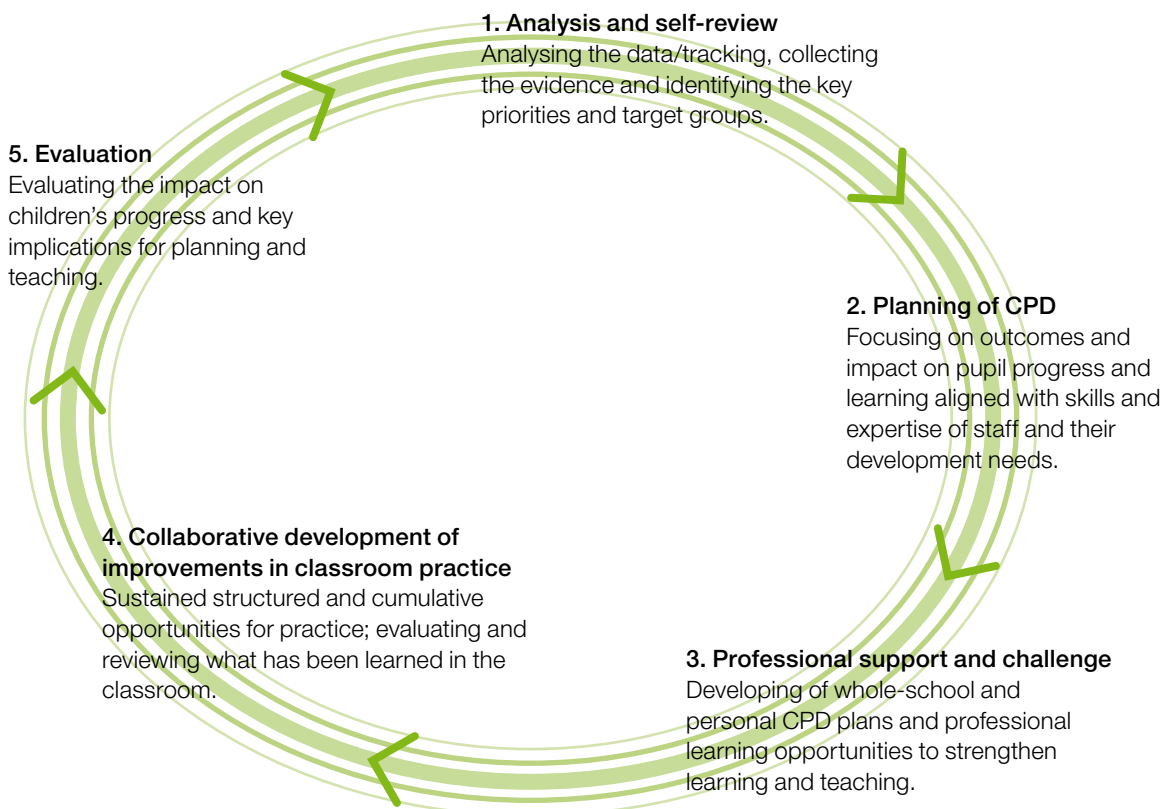 1. Analysis and self-review
Analysing the data/tracking, collecting
the evidence and identifying the key
priorities and target groups.
2. Planning of CPD
Focusing on outcomes and
impact on pupil progress and
learning aligned with skills and
expertise of staff and their
development needs.
3. Professional support and challenge
Developing of whole-school and
personal CPD plans and professional
learning opportunities to strengthen
learning and teaching.
4. Collaborative development of
improvements in classroom practice
Sustained structured and cumulative
opportunities for practice; evaluating and
reviewing what has been learned in the
classroom.
5. Evaluation
Evaluating the impact on
children’s progress and key
implications for planning and
teaching.